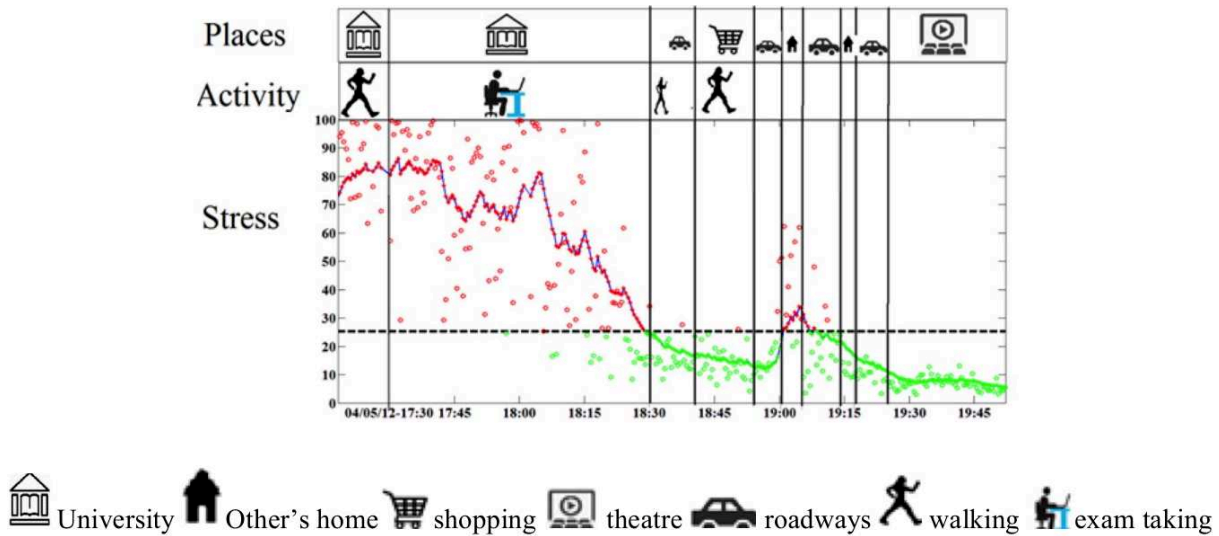 Places
Activity
Stress
100
90
80
70
60
50
40
30
20
10
0
04/05/12-17:30 17:45 18:00 18:15 18:30 18:45 19:00 19:15 19:30 19:45
University Other's home shopping theatre roadways walking exam taking